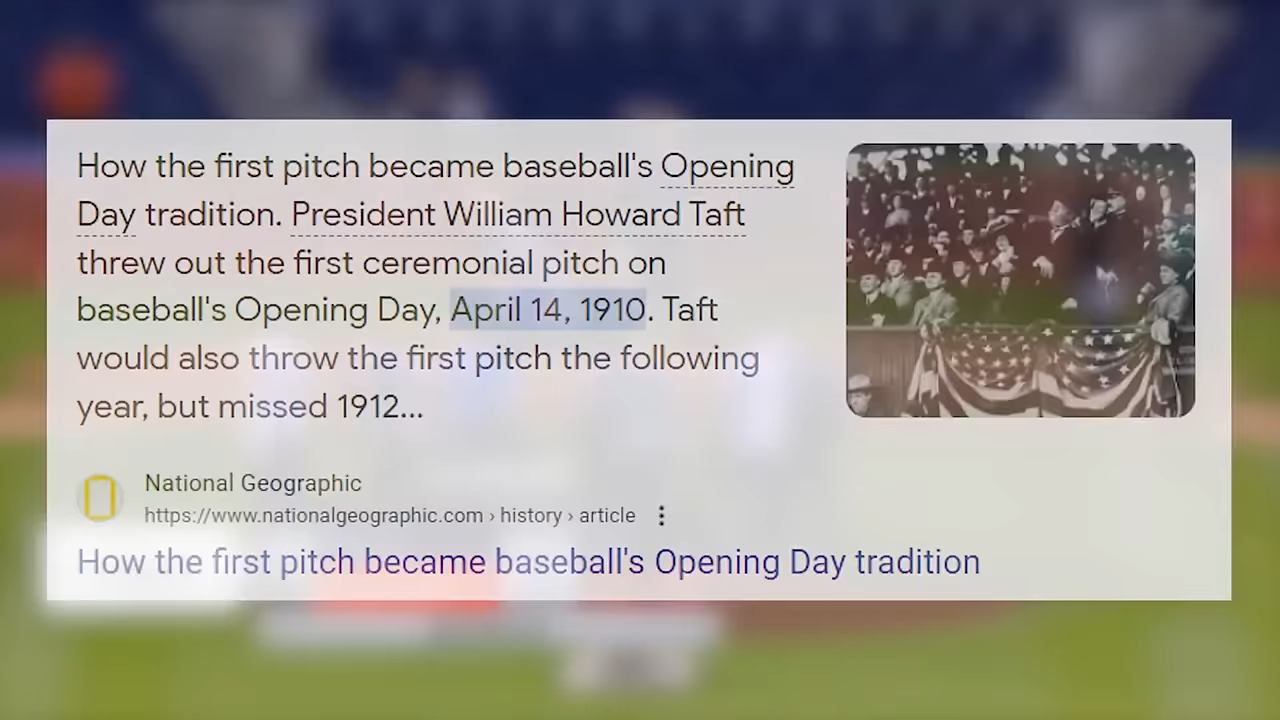 How the first pitch became baseball's Opening
Day tradition. President William Howard Taft
threw out the first ceremonial pitch on
baseball's Opening Day, April 14, 1910. Taft
would also throw the first pitch the following
year, but missed 1912...
National Geographic
https://www.nationalgeographic.com › history › article
How the first pitch became baseball's Opening Day tradition